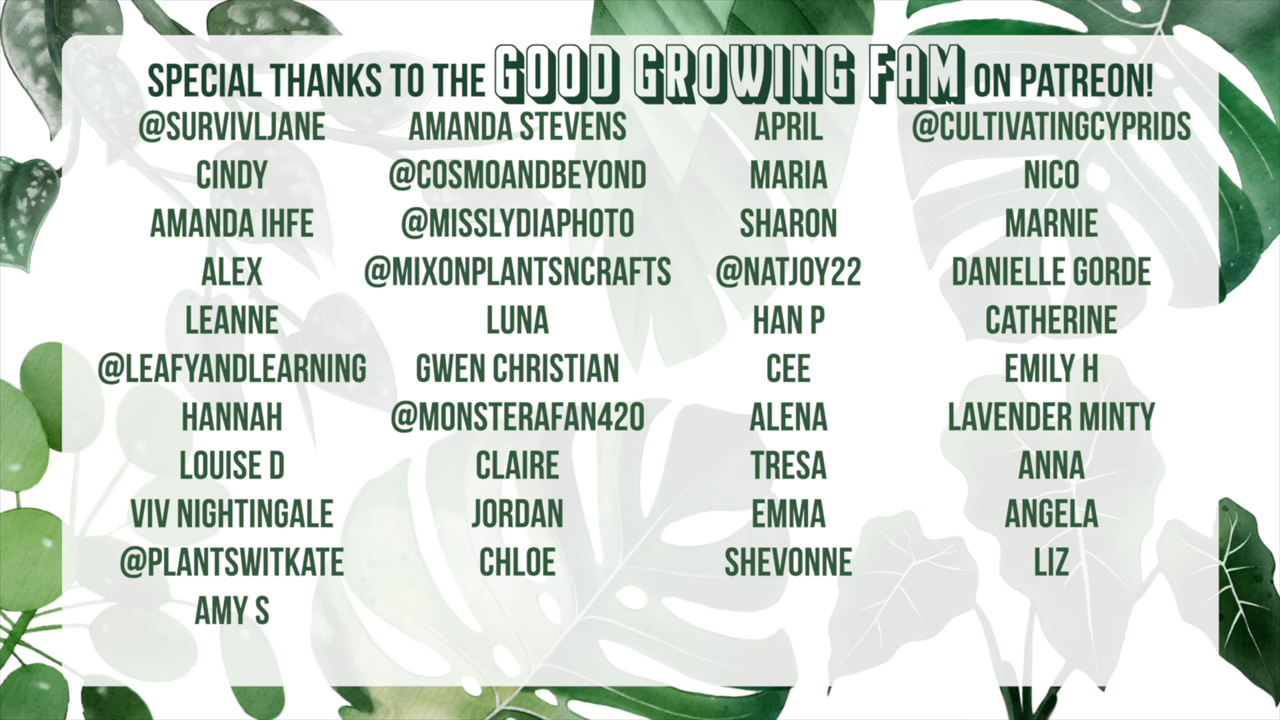 SPECIAL THANKS TO THE GOOD GROWING FAM ON PATREON!
@SURVIVLJANE AMANDA STEVENS APRIL @CULTIVATINGCYPRIDS
CINDY @COSMOANDBEYOND MARIA NICO
AMANDA IHFE @MISSLYDIAPHOTO SHARON MARNIE
ALEX @MIXONPLANTSNCRAFTS @NATJOY22 DANIELLE GORDE
LEANNE LUNA HAN P CATHERINE
@LEAFYANDLEARNING GWEN CHRISTIAN CEE EMILY H
HANNAH @MONSTERAFAN420 ALENA LAVENDER MINTY
LOUISE D CLAIRE TRESA ANNA
VIV NIGHTINGALE JORDAN EMMA ANGELA
@PLANTSWITKATE CHLOE SHEVONNE LIZ
AMY S